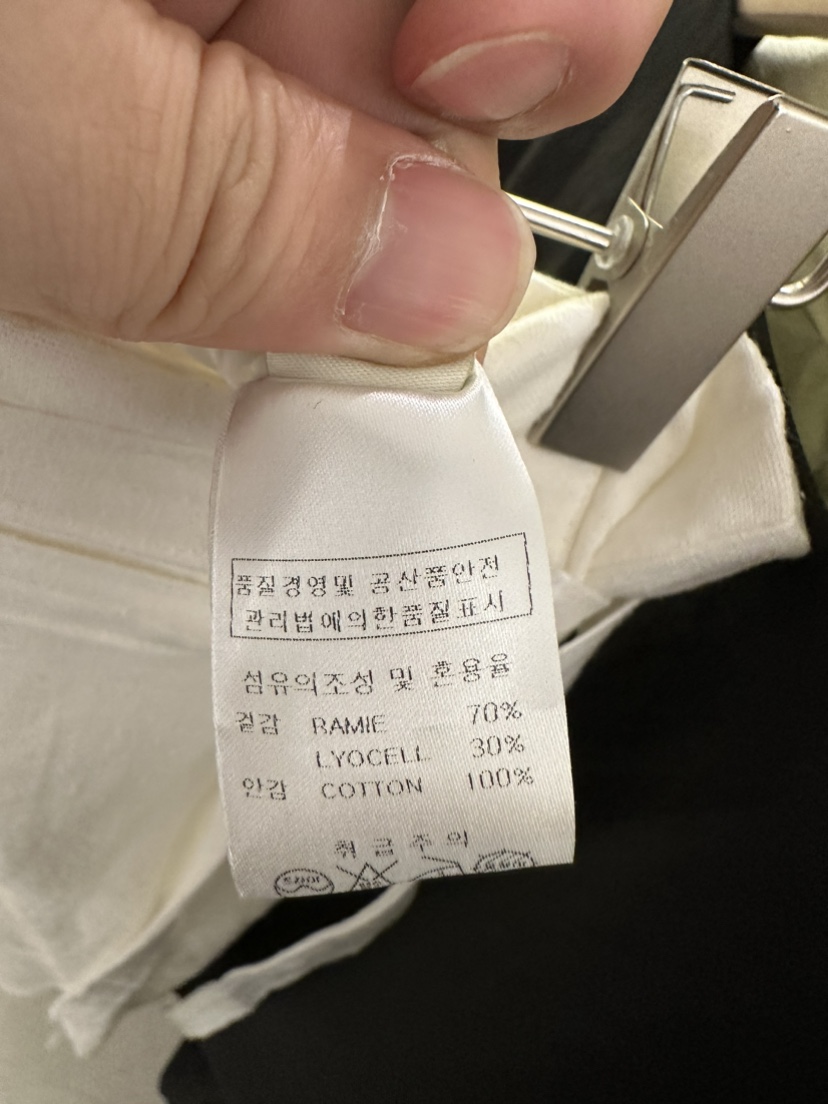 품질경영및 공산품안전
관리법에의한품질표시
섬유의조성 및 혼용율
겉감 RAMIE 70%
LYOCELL 30%
안감 COTTON 100%
취 급 주 의